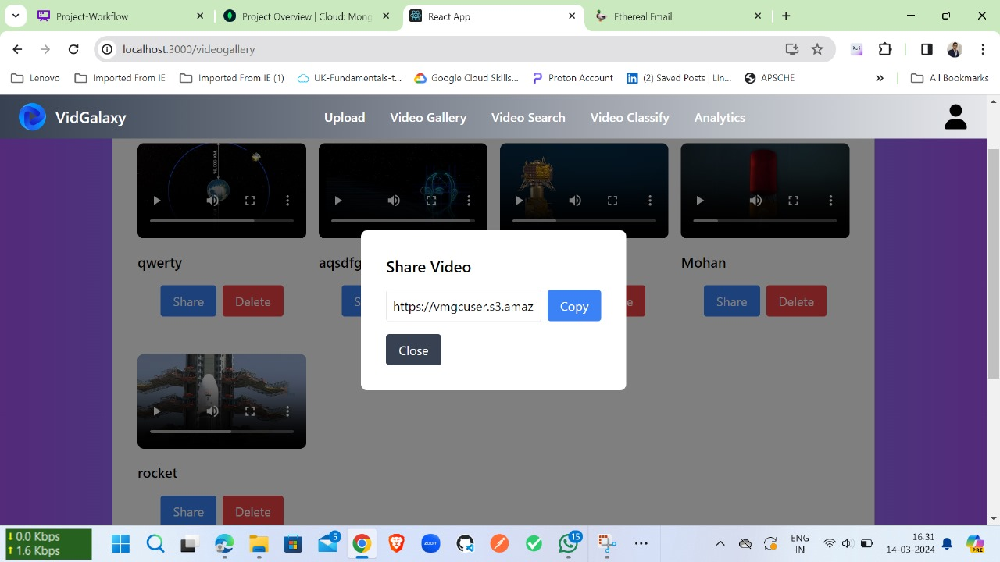 Project-Workflow
Project Overview | Cloud: Mong
React App
Ethereal Email
localhost:3000/videogallery
Lenovo
Imported From IE
Imported From IE (1)
UK-Fundamentals-t...
Google Cloud Skills...
Proton Account
(2) Saved Posts | Lin...
APSCHE
All Bookmarks
VidGalaxy
Upload
Video Gallery
Video Search
Video Classify
Analytics
qwerty
aqsdfg
Mohan
Share
Delete
S
e
Share
Delete
Share Video
https://vmgcuser.s3.amaz
Copy
Close
rocket
Share
Delete
0.0 Kbps
1.6 Kbps
5
zoom
15
ENG
IN
16:31
14-03-2024
PRE